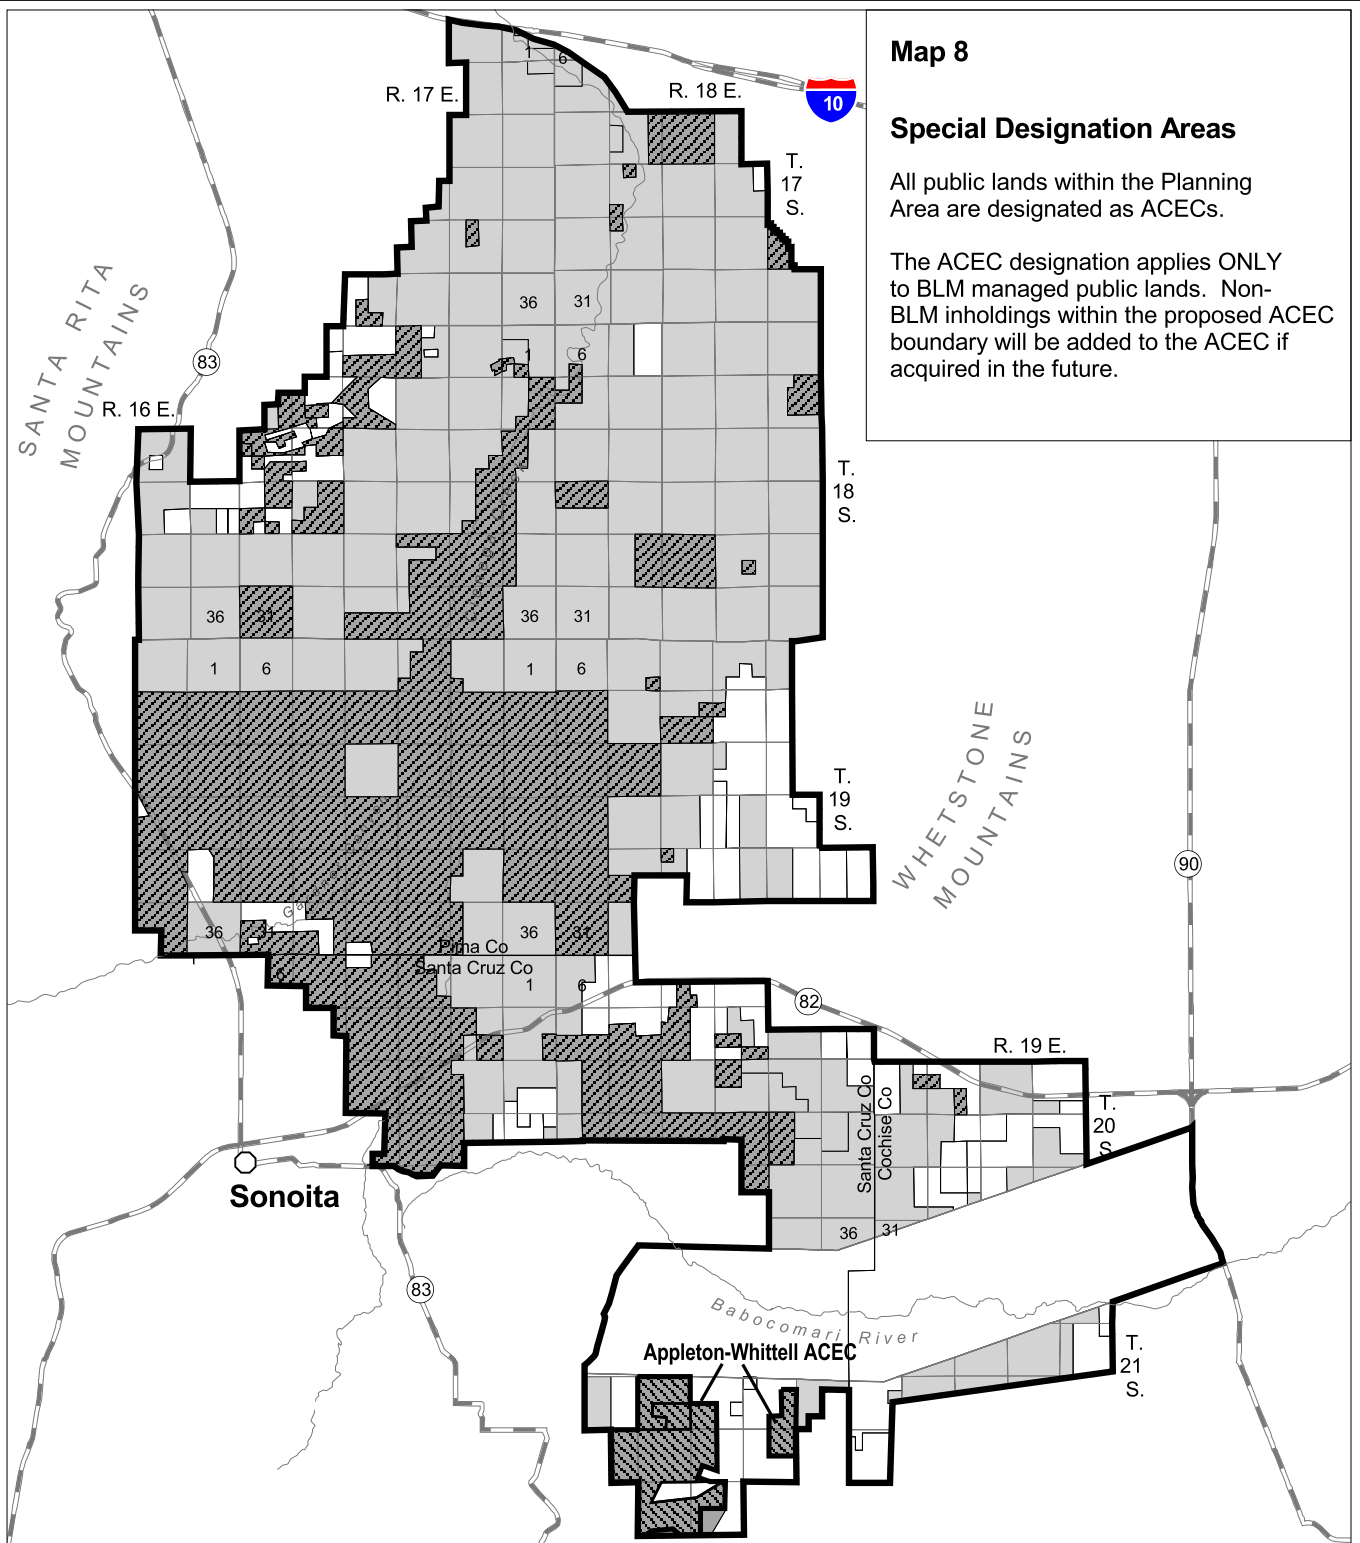 Map 8
Special Designation Areas
All public lands within the Planning
Area are designated as ACECs.
The ACEC designation applies ONLY
to BLM managed public lands.  Non-
BLM inholdings within the proposed ACEC
boundary will be added to the ACEC if
acquired in the future.
10
1
6
R. 17 E.
R. 18 E.
T.
17
S.
SANTA RITA
MOUNTAINS
36
31
83
1
6
R. 16 E.
T.
18
S.
36
31
36
31
1
6
1
6
WHETSTONE
MOUNTAINS
T.
19
S.
90
36
31
36
31
Pima Co
Santa Cruz Co
1
6
6
82
R. 19 E.
Santa Cruz Co
Cochise Co
T.
20
S.
Sonoita
36
31
83
Babocomari River
Appleton-Whittell ACEC
T.
21
S.